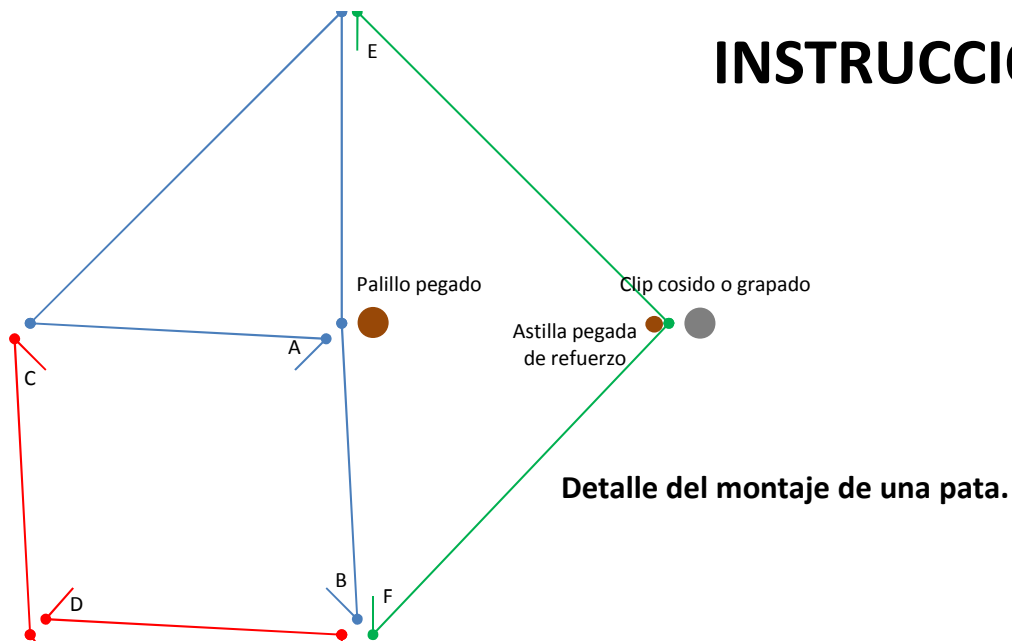 INSTRUCCIO
E
Palillo pegado
Clip cosido o grapado
Astilla pegada
de refuerzo
A
C
Detalle del montaje de una pata.
B
D
F